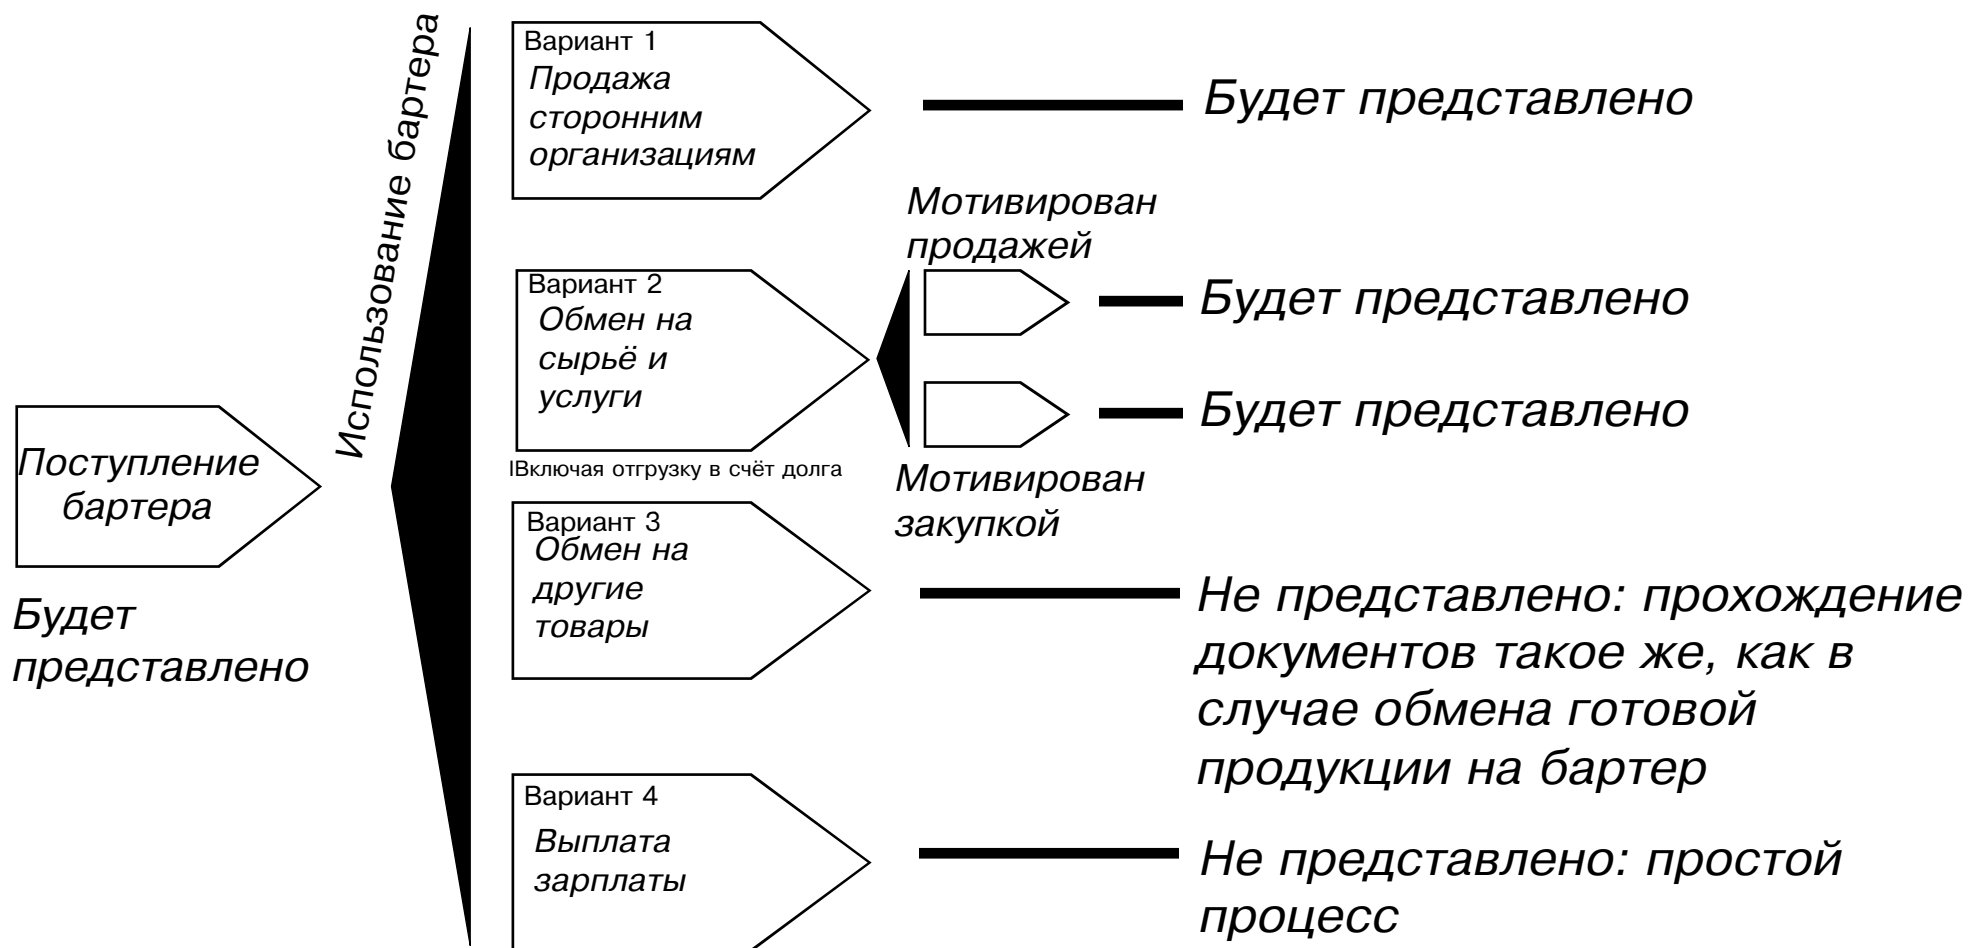 Поступление
бартера
Будет
представлено
Использование бартера
Вариант 1
Продажа
сторонним
организациям
Будет представлено
Вариант 2
Обмен на
сырьё и
услуги
IВключая отгрузку в счёт долга
Мотивирован
продажей
Будет представлено
Будет представлено
Мотивирован
закупкой
Вариант 3
Обмен на
другие
товары
Не представлено: прохождение
документов такое же, как в
случае обмена готовой
продукции на бартер
Вариант 4
Выплата
зарплаты
Не представлено: простой
процесс